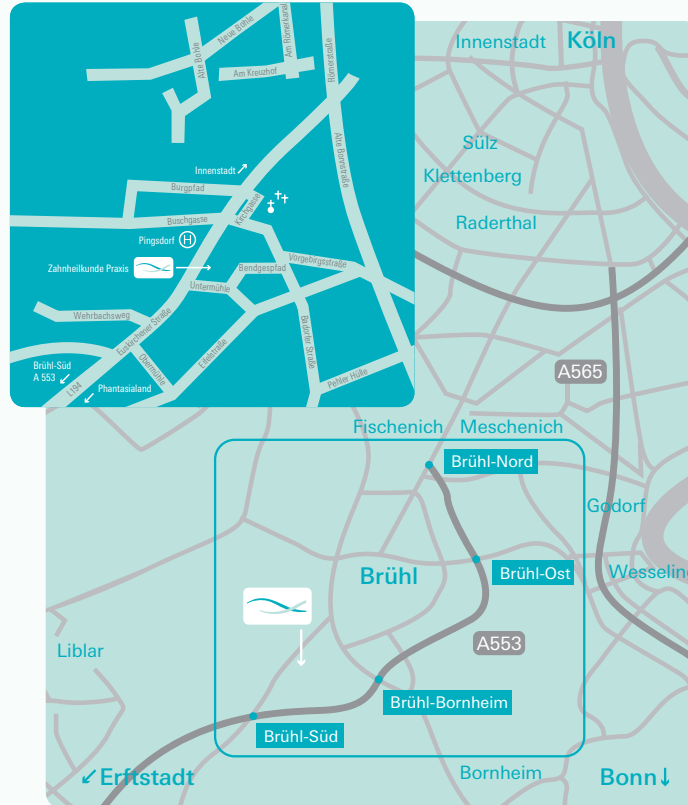 Neue Bohle
Alte Bohle
Am Römerkanal
Am Kreuzhof
Römerstraße
Alte Bonnstraße
Innenstadt ↗
Burgpfad
Kirchgasse
Buschgasse
Pingsdorf H
Zahnheilkunde Praxis
Bendgespfad
Vorgebirgsstraße
Untermühle
Wehrbachsweg
Euskirchener Straße
Obermühle
Eifelstraße
Badorfer Straße
Pehler Hülle
Brühl-Süd
A 553 ↙
L194
↙ Phantasialand
Innenstadt Köln
Sülz
Klettenberg
Raderthal
A565
Fischenich Meschenich
Brühl-Nord
Godorf
Brühl
Brühl-Ost
Wesseling
A553
Liblar
Brühl-Bornheim
Brühl-Süd
↙ Erftstadt
Bornheim
Bonn ↓